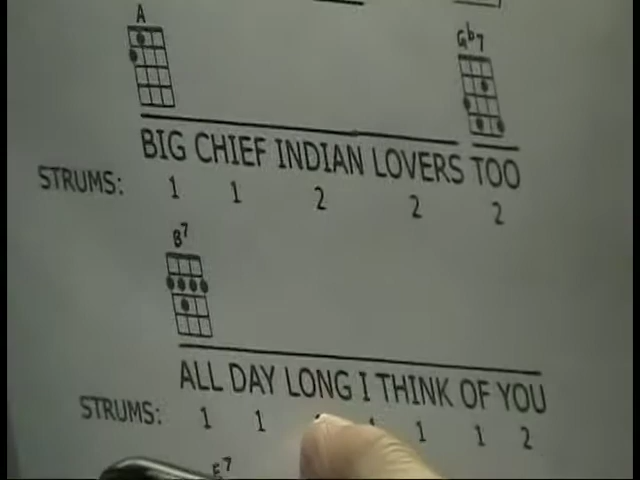 A Gb7
BIG CHIEF INDIAN LOVERS TOO
STRUMS: 1 1 2 2 2
B7
ALL DAY LONG I THINK OF YOU
STRUMS: 1 1 1 1 2
E7